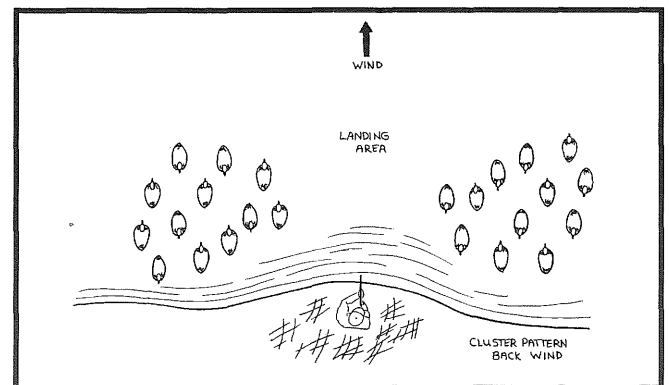 WIND
LANDING
AREA
CLUSTER PATTERN
BACK WIND